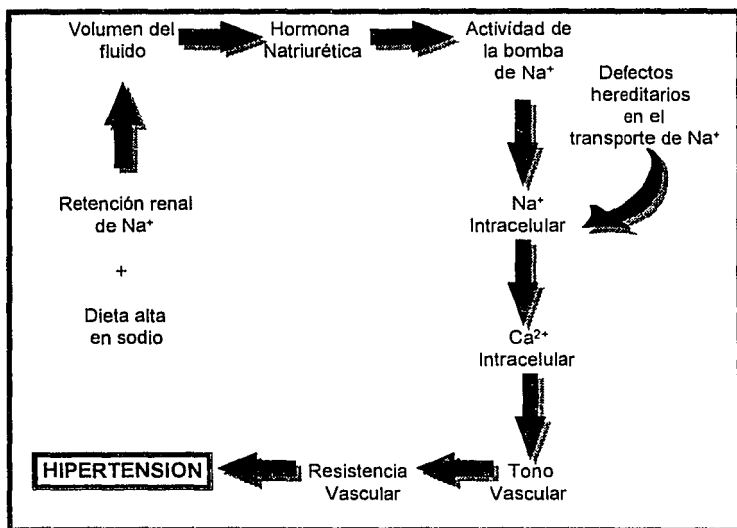 Volumen del
fluido
Hormona
Natriurética
Actividad de
la bomba
de Na⁺
Defectos
hereditarios
en el
transporte de Na⁺
Retención renal
de Na⁺
+
Dieta alta
en sodio
Na⁺
Intracelular
Ca²⁺
Intracelular
HIPERTENSION
Resistencia
Vascular
Tono
Vascular